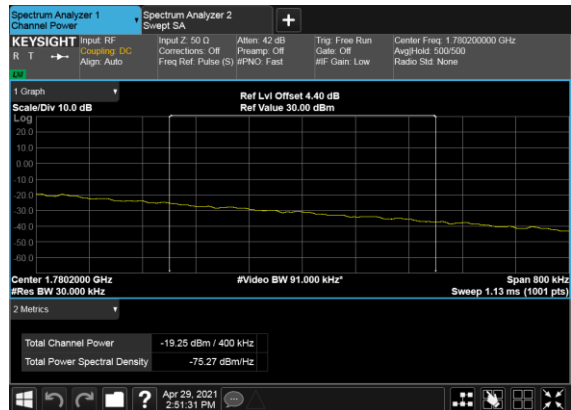 Spectrum Analyzer 1
Channel Power
Spectrum Analyzer 2
Swept SA
KEYSIGHT
R T
LXI
Input: RF
Coupling: DC
Align: Auto
Input Z: 50 Ω
Corrections: Off
Freq Ref: Pulse (S)
Atten: 42 dB
Preamp: Off
#PNO: Fast
Trig: Free Run
Gate: Off
#IF Gain: Low
Center Freq: 1.780200000 GHz
Avg|Hold: 500/500
Radio Std: None
1 Graph
Scale/Div 10.0 dB
Ref Lvl Offset 4.40 dB
Ref Value 30.00 dBm
Log
20.0
10.0
0.00
-10.0
-20.0
-30.0
-40.0
-50.0
-60.0
Center 1.7802000 GHz
#Res BW 30.000 kHz
#Video BW 91.000 kHz*
Span 800 kHz
Sweep 1.13 ms (1001 pts)
2 Metrics
Total Channel Power -19.25 dBm / 400 kHz
Total Power Spectral Density -75.27 dBm/Hz
Apr 29, 2021
2:51:31 PM